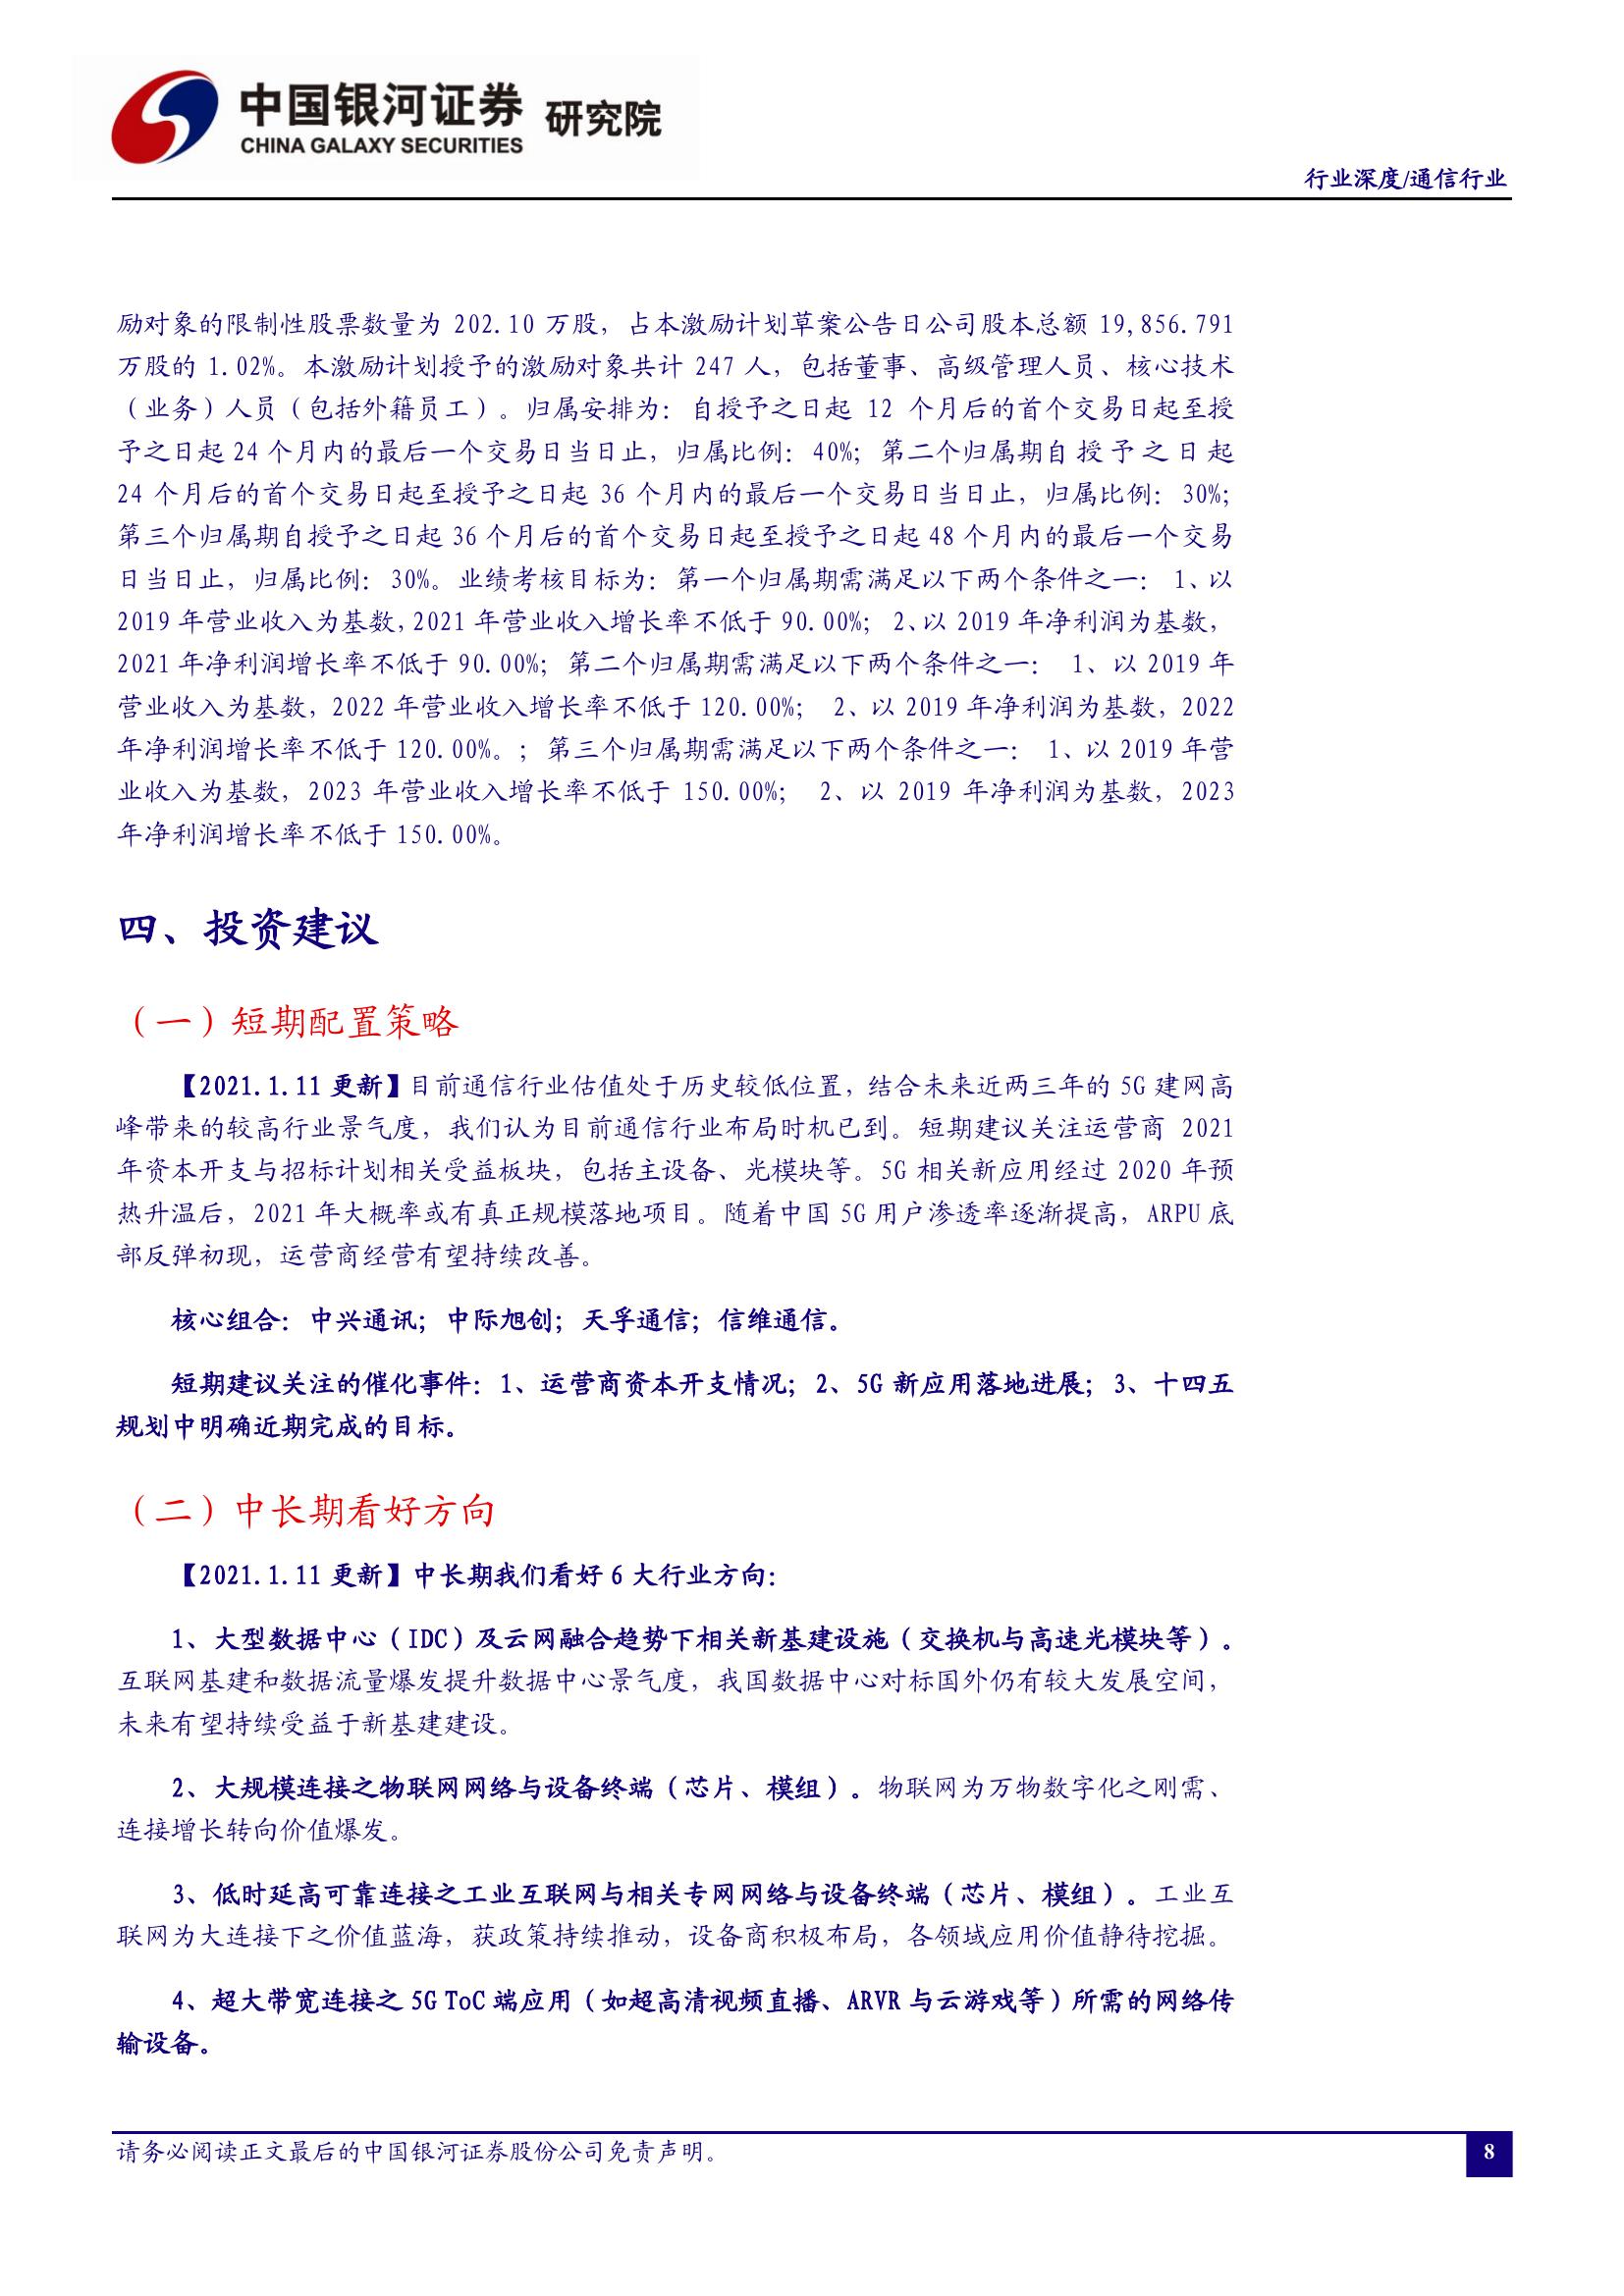 中国银河证券 研究院
CHINA GALAXY SECURITIES
行业深度/通信行业
励对象的限制性股票数量为 202.10 万股，占本激励计划草案公告日公司股本总额 19,856.791
万股的 1.02%。本激励计划授予的激励对象共计 247 人，包括董事、高级管理人员、核心技术
（业务）人员（包括外籍员工）。归属安排为：自授予之日起 12 个月后的首个交易日起至授
予之日起 24 个月内的最后一个交易日当日止，归属比例：40%；第二个归属期自 授 予 之 日 起
24 个月后的首个交易日起至授予之日起 36 个月内的最后一个交易日当日止，归属比例：30%；
第三个归属期自授予之日起 36 个月后的首个交易日起至授予之日起 48 个月内的最后一个交易
日当日止，归属比例：30%。业绩考核目标为：第一个归属期需满足以下两个条件之一： 1、以
2019 年营业收入为基数，2021 年营业收入增长率不低于 90.00%； 2、以 2019 年净利润为基数，
2021 年净利润增长率不低于 90.00%；第二个归属期需满足以下两个条件之一： 1、以 2019 年
营业收入为基数，2022 年营业收入增长率不低于 120.00%； 2、以 2019 年净利润为基数，2022
年净利润增长率不低于 120.00%。；第三个归属期需满足以下两个条件之一： 1、以 2019 年营
业收入为基数，2023 年营业收入增长率不低于 150.00%； 2、以 2019 年净利润为基数，2023
年净利润增长率不低于 150.00%。
四、投资建议
（一）短期配置策略
【2021.1.11 更新】目前通信行业估值处于历史较低位置，结合未来近两三年的 5G 建网高
峰带来的较高行业景气度，我们认为目前通信行业布局时机已到。短期建议关注运营商 2021
年资本开支与招标计划相关受益板块，包括主设备、光模块等。5G 相关新应用经过 2020 年预
热升温后，2021 年大概率或有真正规模落地项目。随着中国 5G 用户渗透率逐渐提高，ARPU 底
部反弹初现，运营商经营有望持续改善。
核心组合：中兴通讯；中际旭创；天孚通信；信维通信。
短期建议关注的催化事件：1、运营商资本开支情况；2、5G 新应用落地进展；3、十四五
规划中明确近期完成的目标。
（二）中长期看好方向
【2021.1.11 更新】中长期我们看好 6 大行业方向：
1、大型数据中心（IDC）及云网融合趋势下相关新基建设施（交换机与高速光模块等）。
互联网基建和数据流量爆发提升数据中心景气度，我国数据中心对标国外仍有较大发展空间，
未来有望持续受益于新基建建设。
2、大规模连接之物联网网络与设备终端（芯片、模组）。物联网为万物数字化之刚需、
连接增长转向价值爆发。
3、低时延高可靠连接之工业互联网与相关专网网络与设备终端（芯片、模组）。工业互
联网为大连接下之价值蓝海，获政策持续推动，设备商积极布局，各领域应用价值静待挖掘。
4、超大带宽连接之 5G ToC 端应用（如超高清视频直播、ARVR 与云游戏等）所需的网络传
输设备。
请务必阅读正文最后的中国银河证券股份公司免责声明。
8